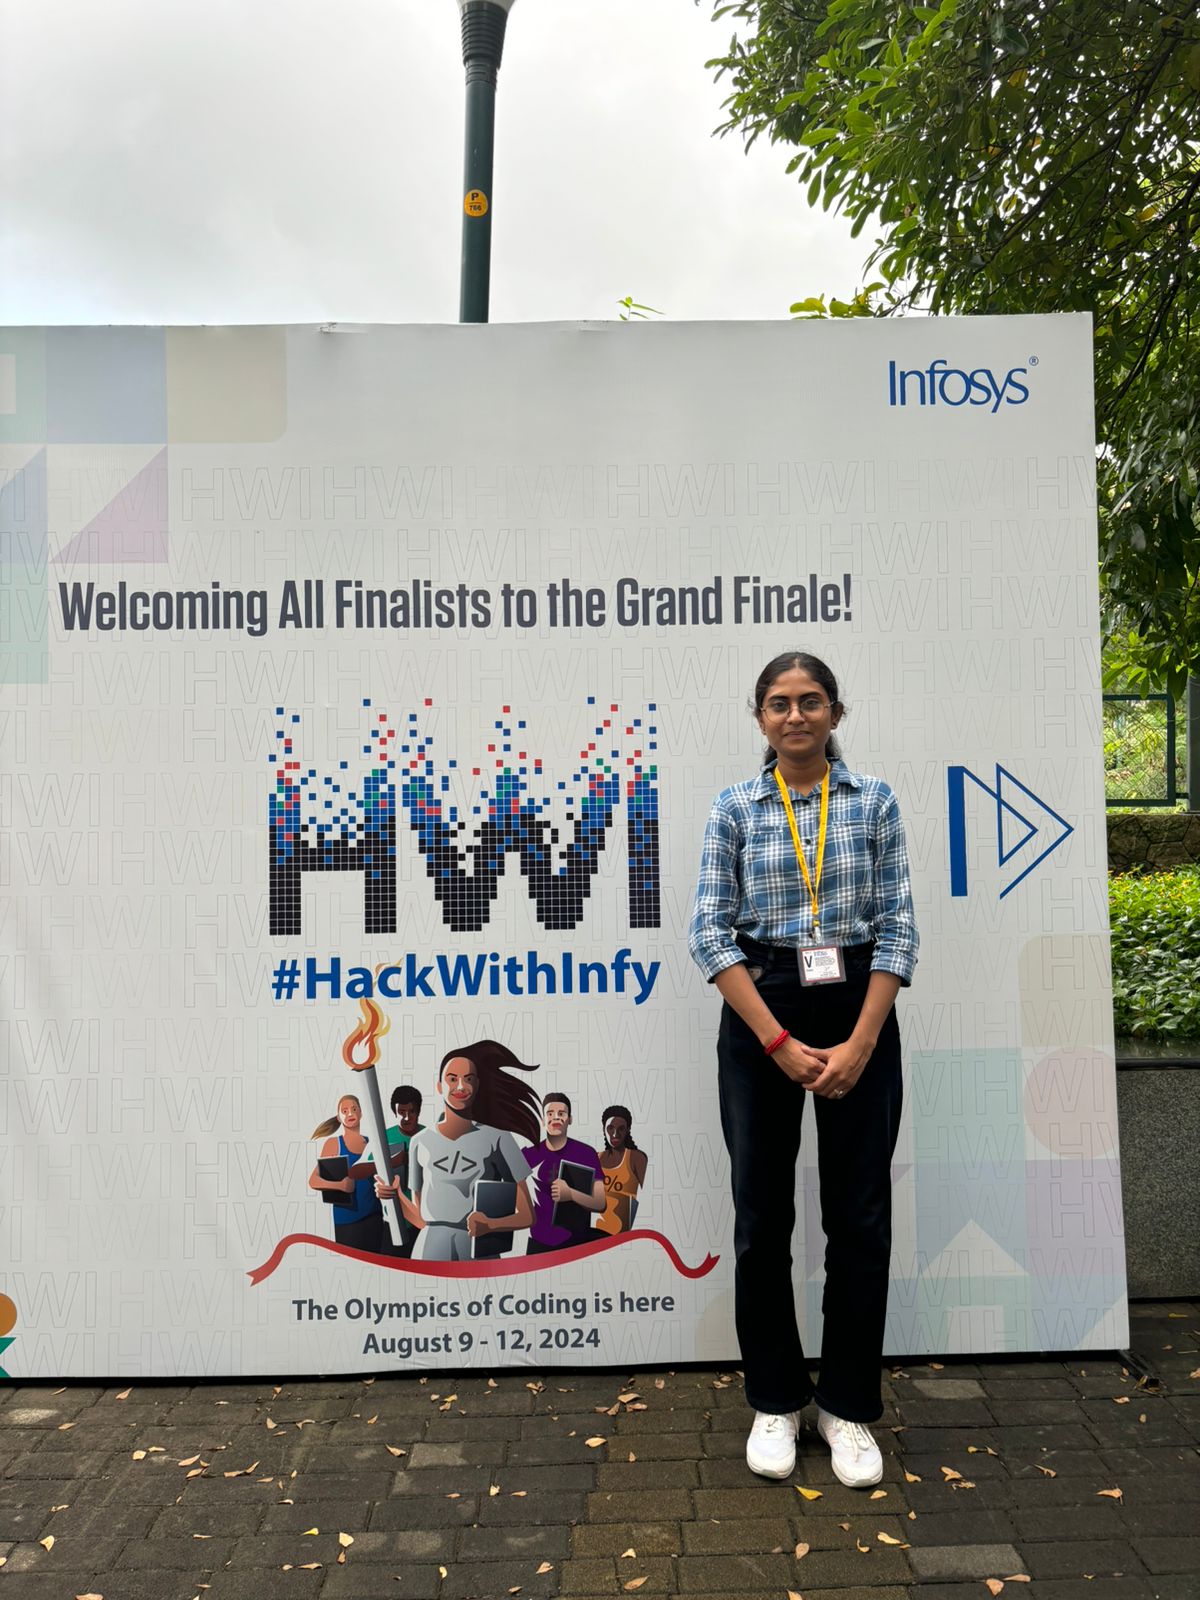 P
766
Infosys®
Welcoming All Finalists to the Grand Finale!
HWI
#HackWithInfy
</>
%
The Olympics of Coding is here
August 9 - 12, 2024
V